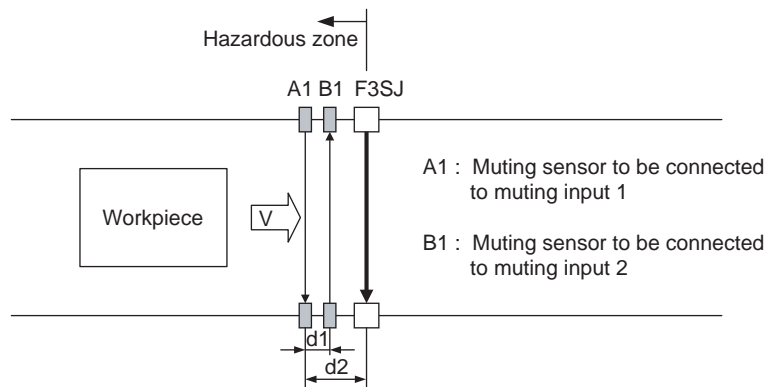 Hazardous zone
A1 B1 F3SJ
A1 : Muting sensor to be connected
to muting input 1
Workpiece
V
B1 : Muting sensor to be connected
to muting input 2
d1
d2